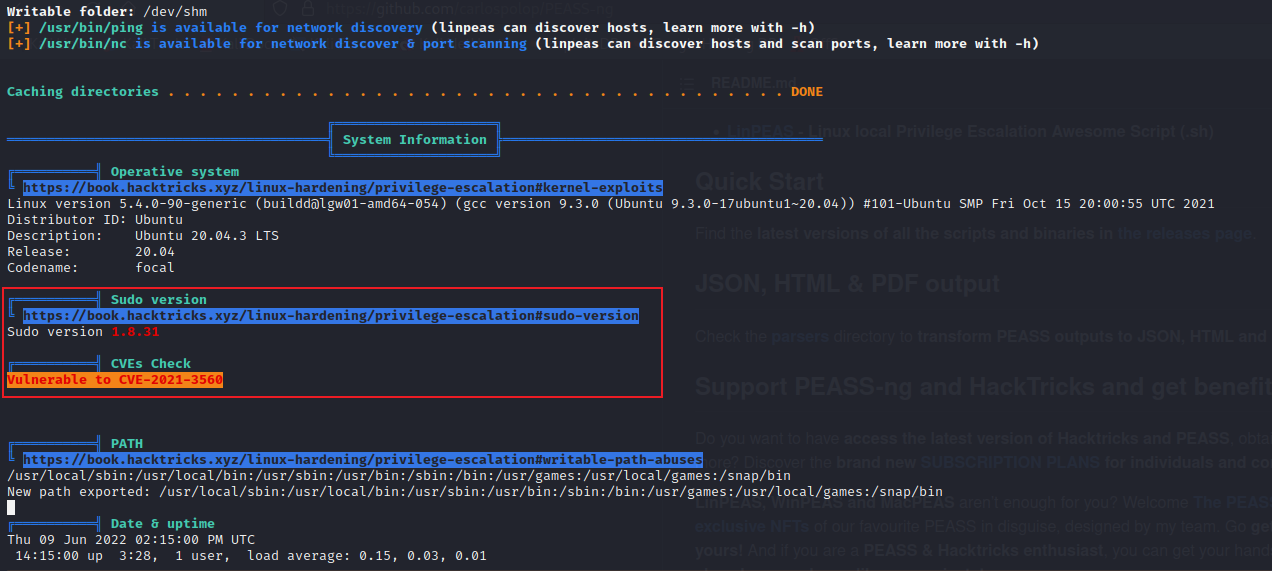 https://github.com/carlospolop/PEASS-ng
Writable folder: /dev/shm
[+] /usr/bin/ping is available for network discovery (linpeas can discover hosts, learn more with -h)
[+] /usr/bin/nc is available for network discover & port scanning (linpeas can discover hosts and scan ports, learn more with -h)
README.md
Caching directories . . . . . . . . . . . . . . . . . . . . . . . . . . . . . . . . . . . . . . . DONE
• LinPEAS - Linux local Privilege Escalation Awesome Script (.sh)
System Information
Operative system
https://book.hacktricks.xyz/linux-hardening/privilege-escalation#kernel-exploits
Linux version 5.4.0-90-generic (buildd@lgw01-amd64-054) (gcc version 9.3.0 (Ubuntu 9.3.0-17ubuntu1~20.04)) #101-Ubuntu SMP Fri Oct 15 20:00:55 UTC 2021
Distributor ID: Ubuntu
Description: Ubuntu 20.04.3 LTS
Release: 20.04
Codename: focal
Sudo version
https://book.hacktricks.xyz/linux-hardening/privilege-escalation#sudo-version
Sudo version 1.8.31
CVEs Check
Vulnerable to CVE-2021-3560
PATH
https://book.hacktricks.xyz/linux-hardening/privilege-escalation#writable-path-abuses
/usr/local/sbin:/usr/local/bin:/usr/sbin:/usr/bin:/sbin:/bin:/usr/games:/usr/local/games:/snap/bin
New path exported: /usr/local/sbin:/usr/local/bin:/usr/sbin:/usr/bin:/sbin:/bin:/usr/games:/usr/local/games:/snap/bin
Date & uptime
Thu 09 Jun 2022 02:15:00 PM UTC
14:15:00 up 3:28, 1 user, load average: 0.15, 0.03, 0.01
Quick Start
Find the latest versions of all the scripts and binaries in the releases page.
JSON, HTML & PDF output
Check the parsers directory to transform PEASS outputs to JSON, HTML and
Support PEASS-ng and HackTricks and get benefit
Do you want to have access the latest version of Hacktricks and PEASS, obta
more? Discover the brand new SUBSCRIPTION PLANS for individuals and co
LinPEAS, WinPEAS and MacPEAS aren't enough for you? Welcome The PEAS
exclusive NFTs of our favourite PEASS in disguise, designed by my team. Go ge
yours! And if you are a PEASS & Hacktricks enthusiast, you can get your hand